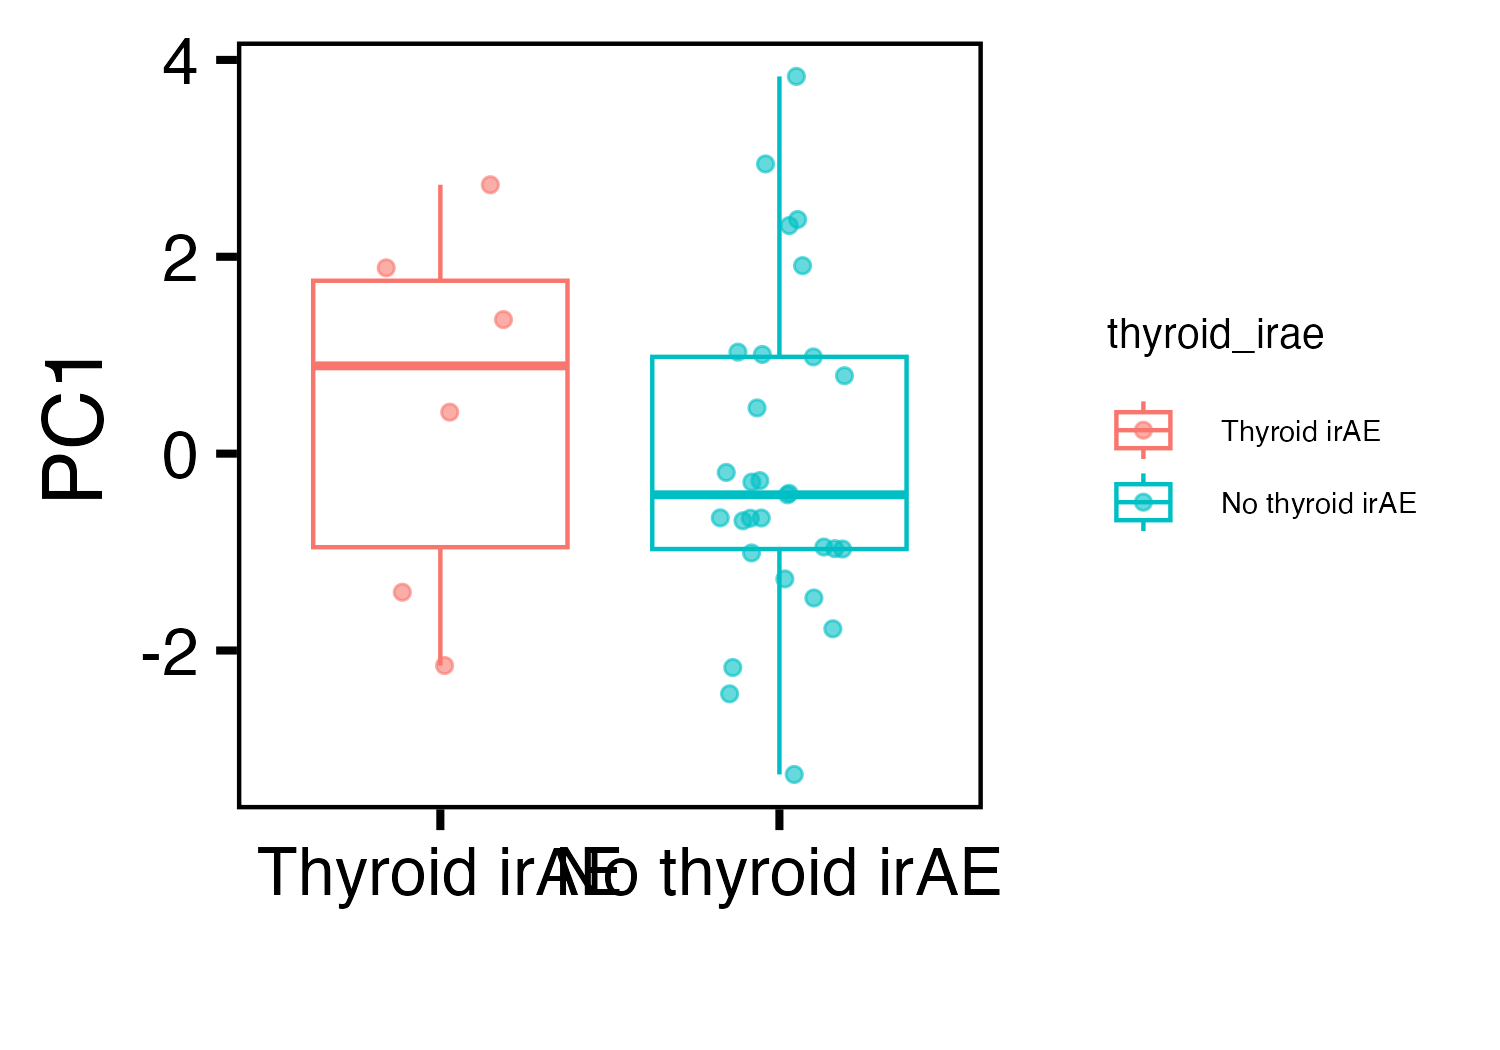 4
2
0
-2
PC1
Thyroid irAE
No thyroid irAE
thyroid_irae
Thyroid irAE
No thyroid irAE